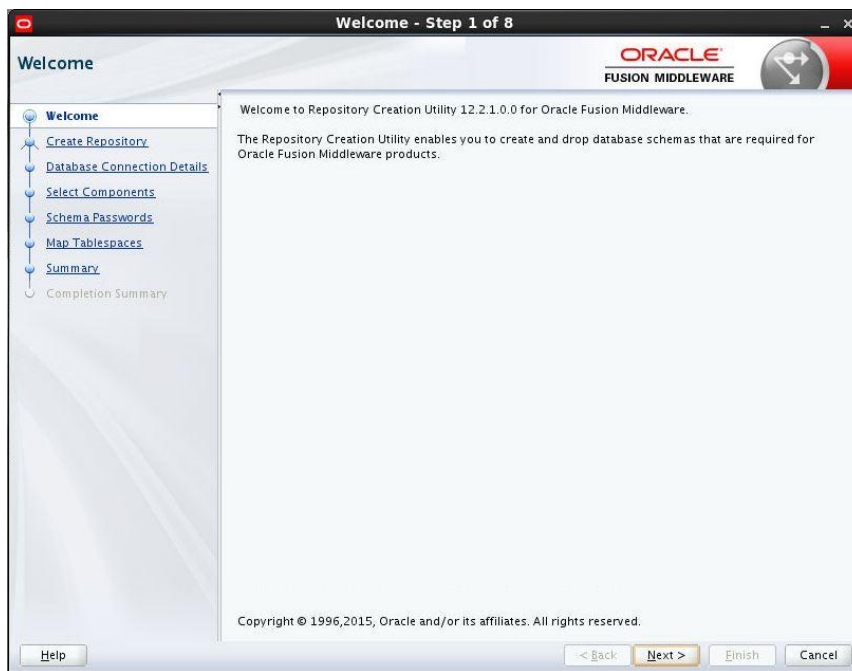 Welcome - Step 1 of 8
Welcome
ORACLE
FUSION MIDDLEWARE
Welcome
Create Repository
Database Connection Details
Select Components
Schema Passwords
Map Tablespaces
Summary
Completion Summary
Welcome to Repository Creation Utility 12.2.1.0.0 for Oracle Fusion Middleware.
The Repository Creation Utility enables you to create and drop database schemas that are required for
Oracle Fusion Middleware products.
Copyright © 1996,2015, Oracle and/or its affiliates. All rights reserved.
Help
< Back
Next >
Finish
Cancel